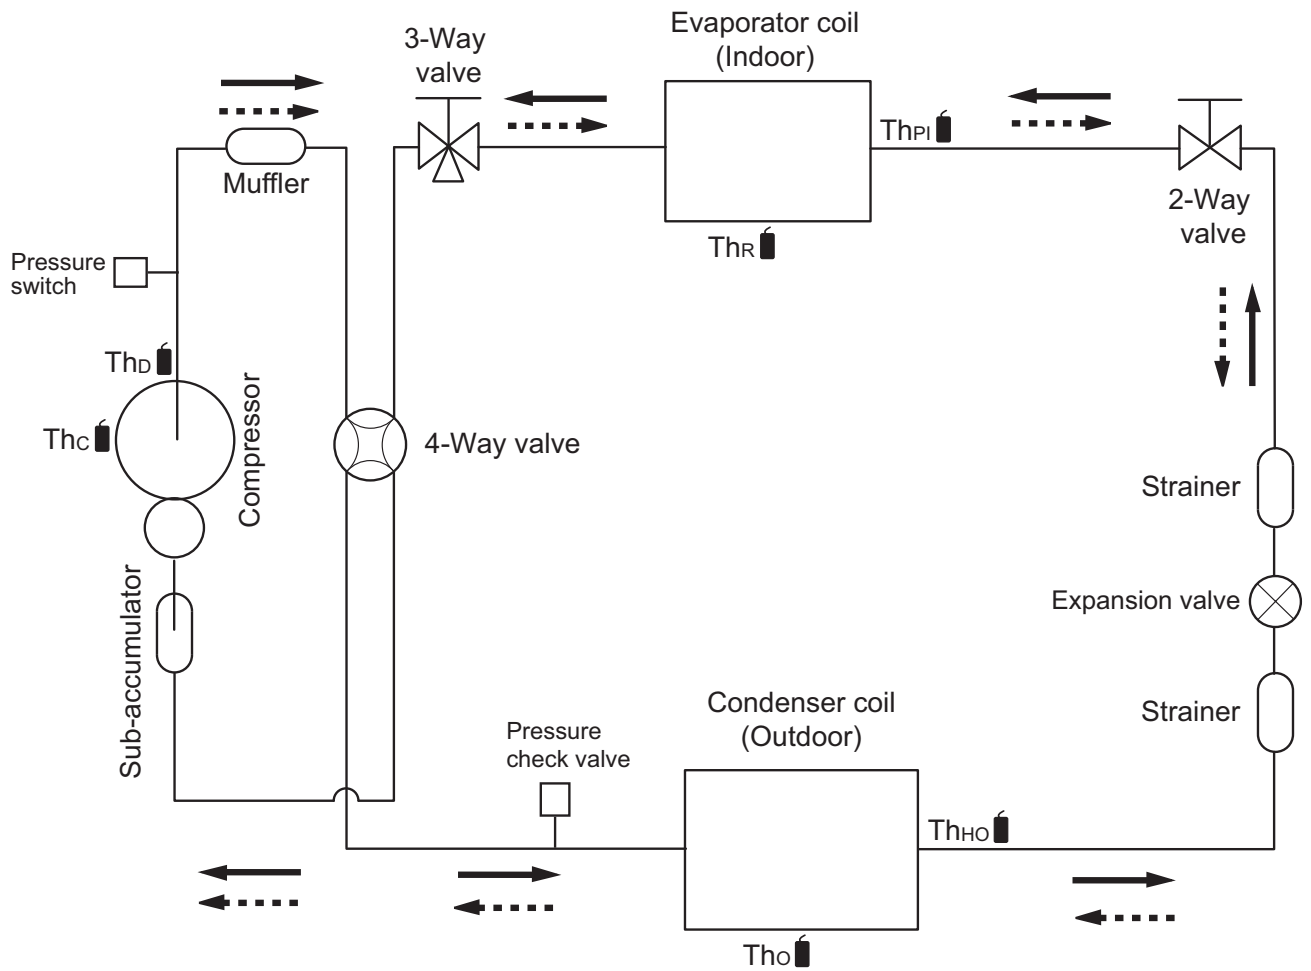 Evaporator coil
(Indoor)
3-Way
valve
ThPI
Muffler
2-Way
valve
ThR
Pressure
switch
ThD
ThC
Compressor
4-Way valve
Strainer
Expansion valve
Sub-accumulator
Strainer
Condenser coil
(Outdoor)
Pressure
check valve
ThHO
ThO